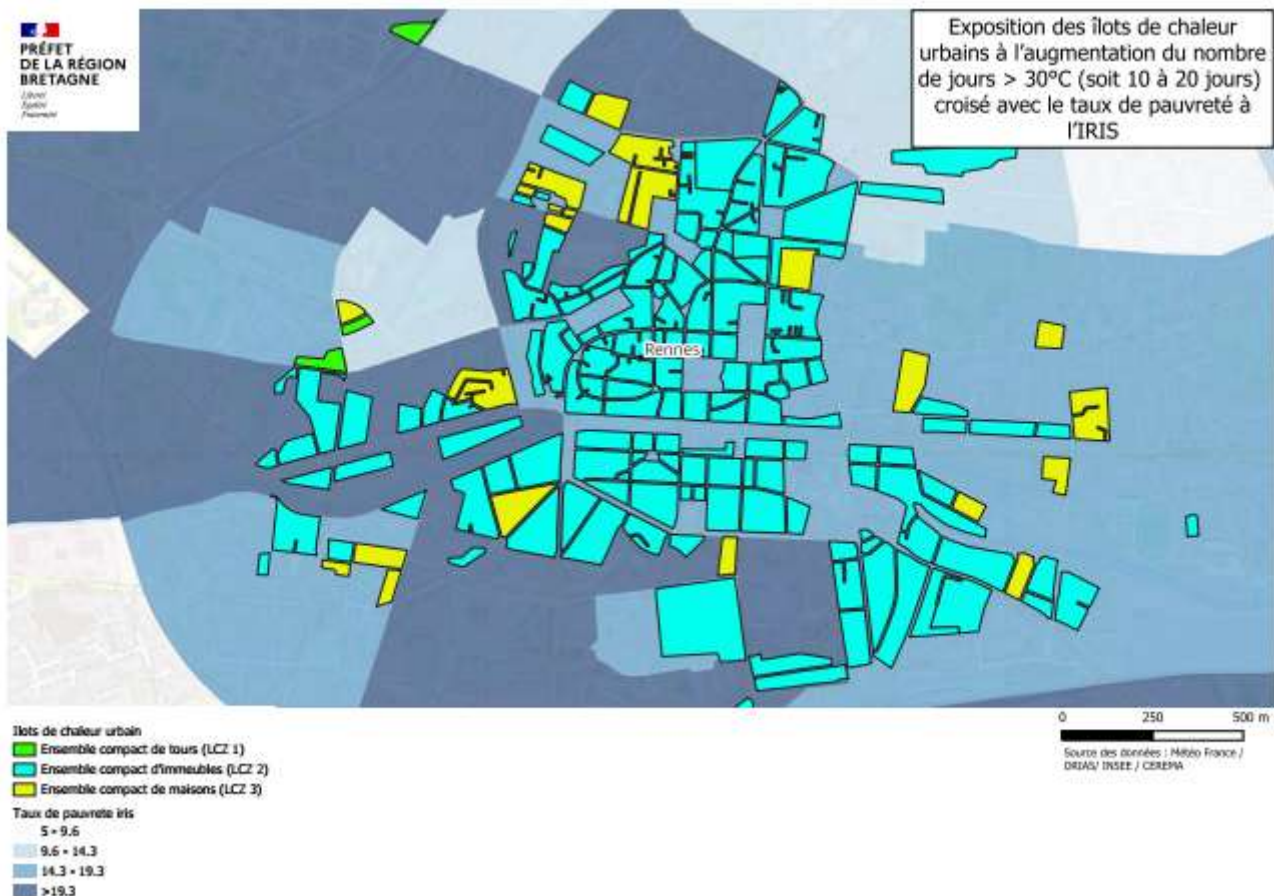 PRÉFET
DE LA RÉGION
BRETAGNE
Liberté
Égalité
Fraternité
Exposition des îlots de chaleur
urbains à l'augmentation du nombre
de jours > 30°C (soit 10 à 20 jours)
croisé avec le taux de pauvreté à
l'IRIS
Rennes
Ilots de chaleur urbain
Ensemble compact de tours (LCZ 1)
Ensemble compact d'immeubles (LCZ 2)
Ensemble compact de maisons (LCZ 3)
Taux de pauvrete iris
5 - 9.6
9.6 - 14.3
14.3 - 19.3
>19.3
0 250 500 m
Source des données : Météo France /
DRIAS/ INSEE / CEREMA